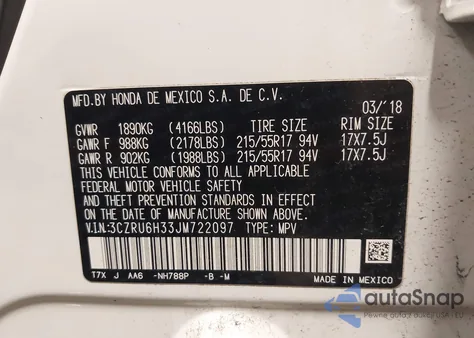 MFD.BY HONDA DE MEXICO S.A. DE C.V.
03/'18
GVWR 1890KG (4166LBS) TIRE SIZE RIM SIZE
GAWR F 988KG (2178LBS) 215/55R17 94V 17X7.5J
GAWR R 902KG (1988LBS) 215/55R17 94V 17X7.5J
THIS VEHICLE CONFORMS TO ALL APPLICABLE
FEDERAL MOTOR VEHICLE SAFETY, BUMPER,
AND THEFT PREVENTION STANDARDS IN EFFECT
ON THE DATE OF MANUFACTURE SHOWN ABOVE.
V.I.N:3CZRU6H33JM722097 TYPE: MPV
T7X J AA6 -NH788P -B -M
MADE IN MEXICO
autoSnap